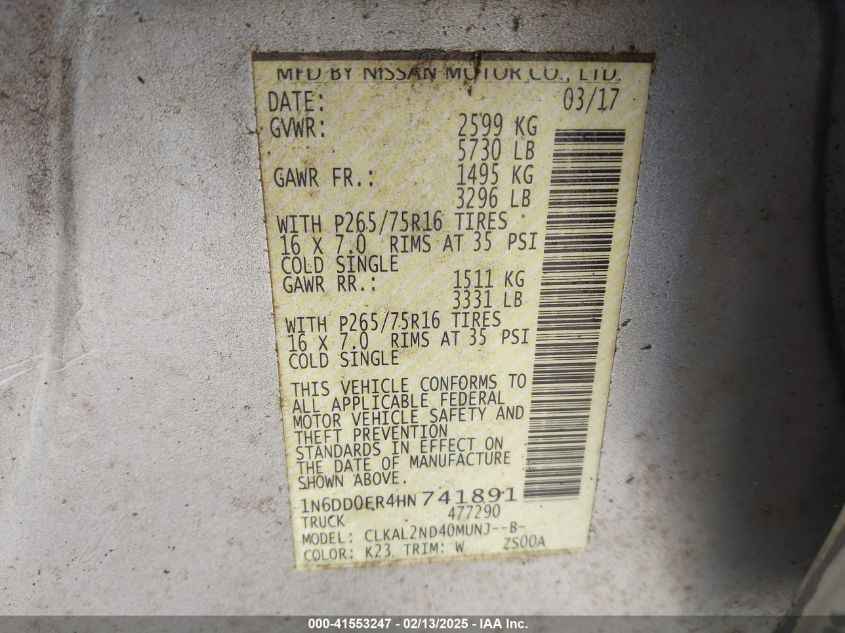 MFD BY NISSAN MOTOR CO., LTD.
DATE: 03/17
GVWR: 2599 KG
5730 LB
GAWR FR.: 1495 KG
3296 LB
WITH P265/75R16 TIRES
16 X 7.0 RIMS AT 35 PSI
COLD SINGLE
GAWR RR.: 1511 KG
3331 LB
WITH P265/75R16 TIRES
16 X 7.0 RIMS AT 35 PSI
COLD SINGLE
THIS VEHICLE CONFORMS TO
ALL APPLICABLE FEDERAL
MOTOR VEHICLE SAFETY AND
THEFT PREVENTION
STANDARDS IN EFFECT ON
THE DATE OF MANUFACTURE
SHOWN ABOVE.
1N6DD0ER4HN741891
TRUCK 477290
MODEL: CLKAL2ND40MUNJ--B-
COLOR: K23 TRIM: W ZS00A
000-41553247 - 02/13/2025 - IAA Inc.